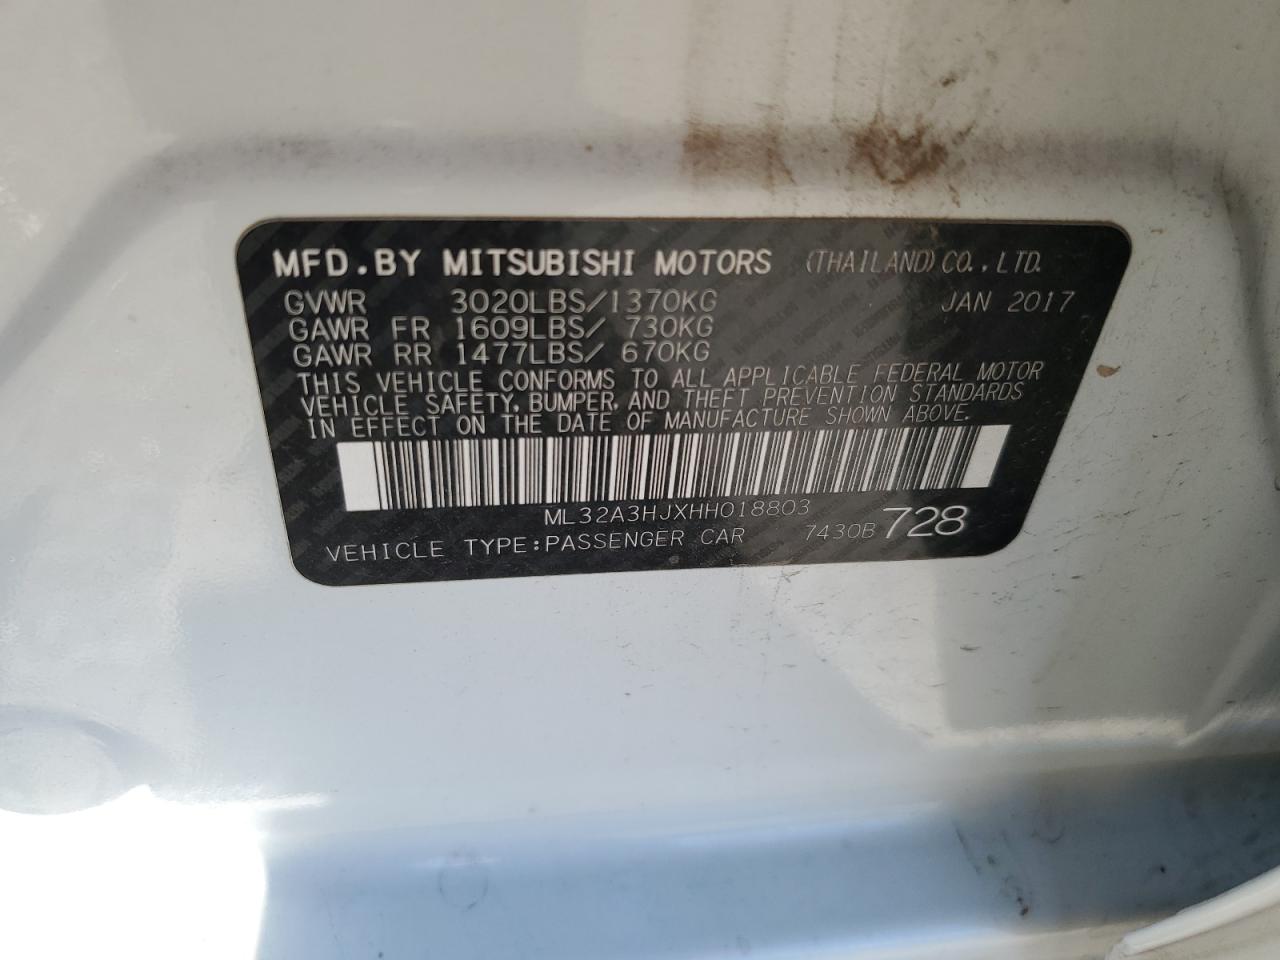 MFD.BY MITSUBISHI MOTORS (THAILAND) CO.,LTD.
GVWR 3020LBS/1370KG JAN 2017
GAWR FR 1609LBS/ 730KG
GAWR RR 1477LBS/ 670KG
THIS VEHICLE CONFORMS TO ALL APPLICABLE FEDERAL MOTOR
VEHICLE SAFETY, BUMPER, AND THEFT PREVENTION STANDARDS
IN EFFECT ON THE DATE OF MANUFACTURE SHOWN ABOVE.
ML32A3HJXHH018803
VEHICLE TYPE:PASSENGER CAR 7430B 728